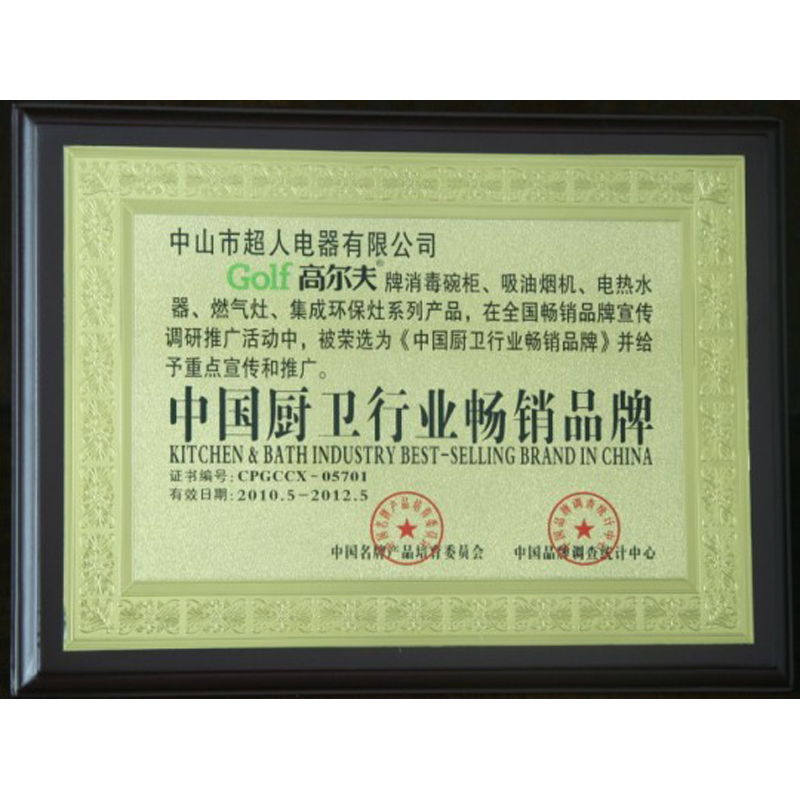 中山市超人电器有限公司
Golf 高尔夫® 牌消毒碗柜、吸油烟机、电热水
器、燃气灶、集成环保灶系列产品，在全国畅销品牌宣传
调研推广活动中，被荣选为《中国厨卫行业畅销品牌》并给
予重点宣传和推广。
中国厨卫行业畅销品牌
KITCHEN & BATH INDUSTRY BEST-SELLING BRAND IN CHINA
证书编号:CPGCCX-05701
有效日期:2010.5-2012.5
中国名牌产品培育委员会 中国品牌调查统计中心